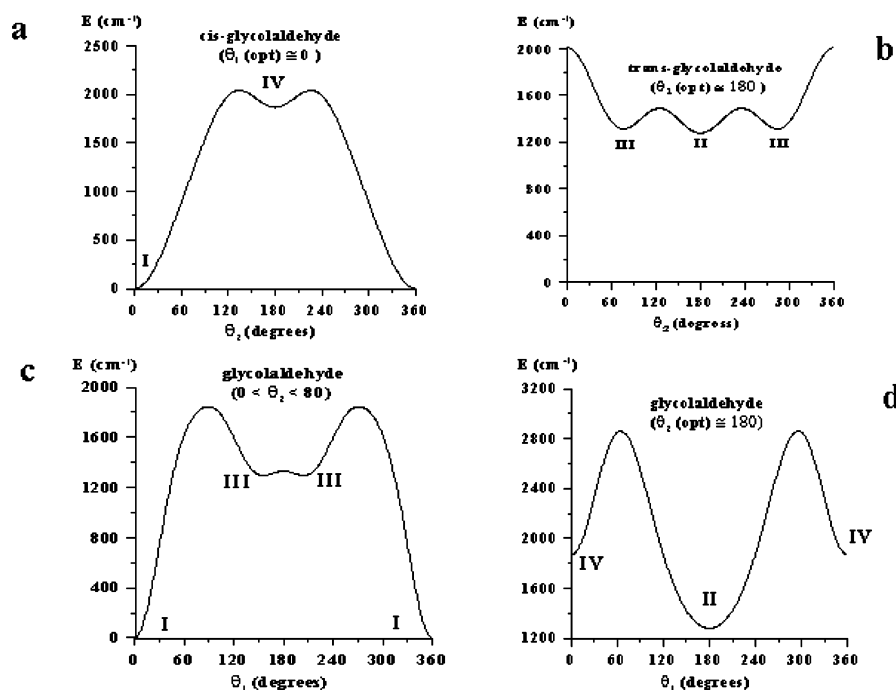 a
E (cm⁻¹)
cis-glycolaldehyde
(θ₁ (opt) ≅ 0 )
IV
2500
2000
1500
1000
500
0
I
0 60 120 180 240 300 360
θ₂ (degrees)
b
E (cm⁻¹)
trans-glycolaldehyde
(θ₁ (opt) ≃ 180 )
2000
1600
1200
800
400
0
III II III
0 60 120 180 240 300 360
θ₂ (degrees)
c
E (cm⁻¹)
glycolaldehyde
(0 < θ₂ < 80)
2000
1600
1200
800
400
0
III III
I I
0 60 120 180 240 300 360
θ₁ (degrees)
d
E (cm⁻¹)
glycolaldehyde
(θ₂ (opt) ≅ 180)
3200
2800
2400
2000
1600
1200
IV IV
II
0 60 120 180 240 300 360
θ₁ (degrees)